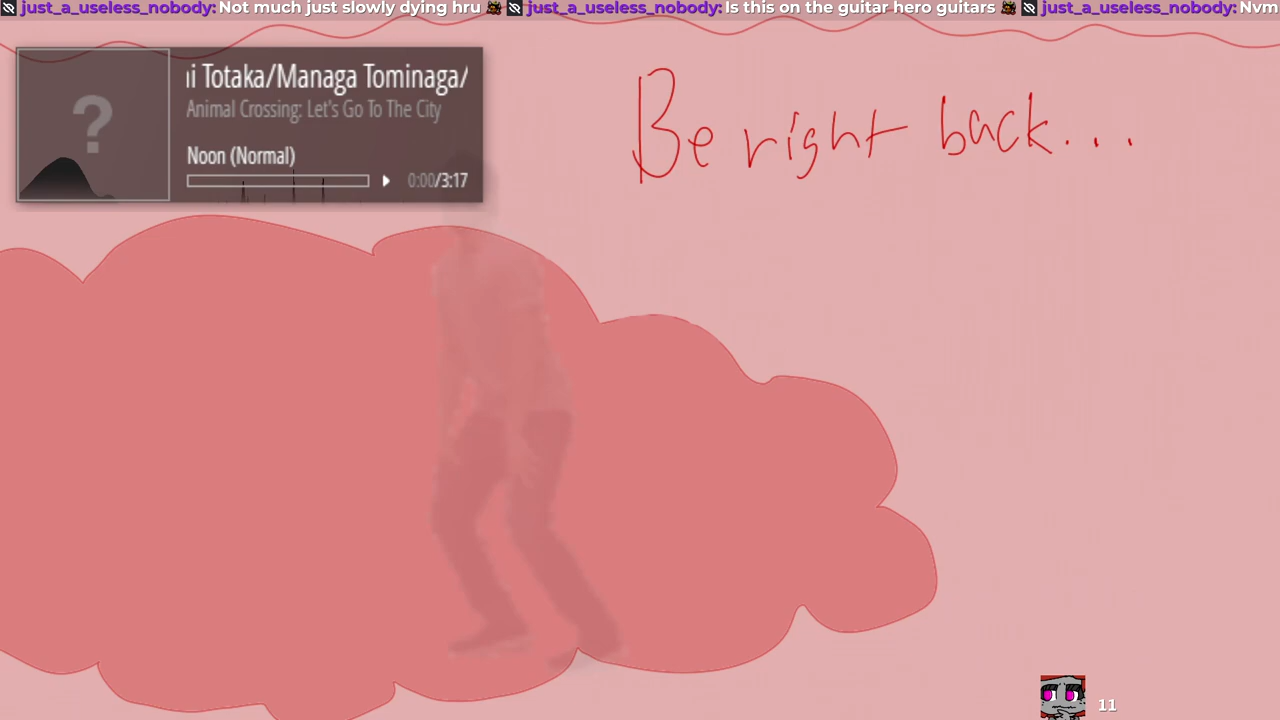 just_a_useless_nobody: Not much just slowly dying hru just_a_useless_nobody: Is this on the guitar hero guitars just_a_useless_nobody: Nvm
?
Totaka/Managa Tominaga/
Animal Crossing: Let's Go To The City
Noon (Normal)
0:00/3:17
Be right back...
11